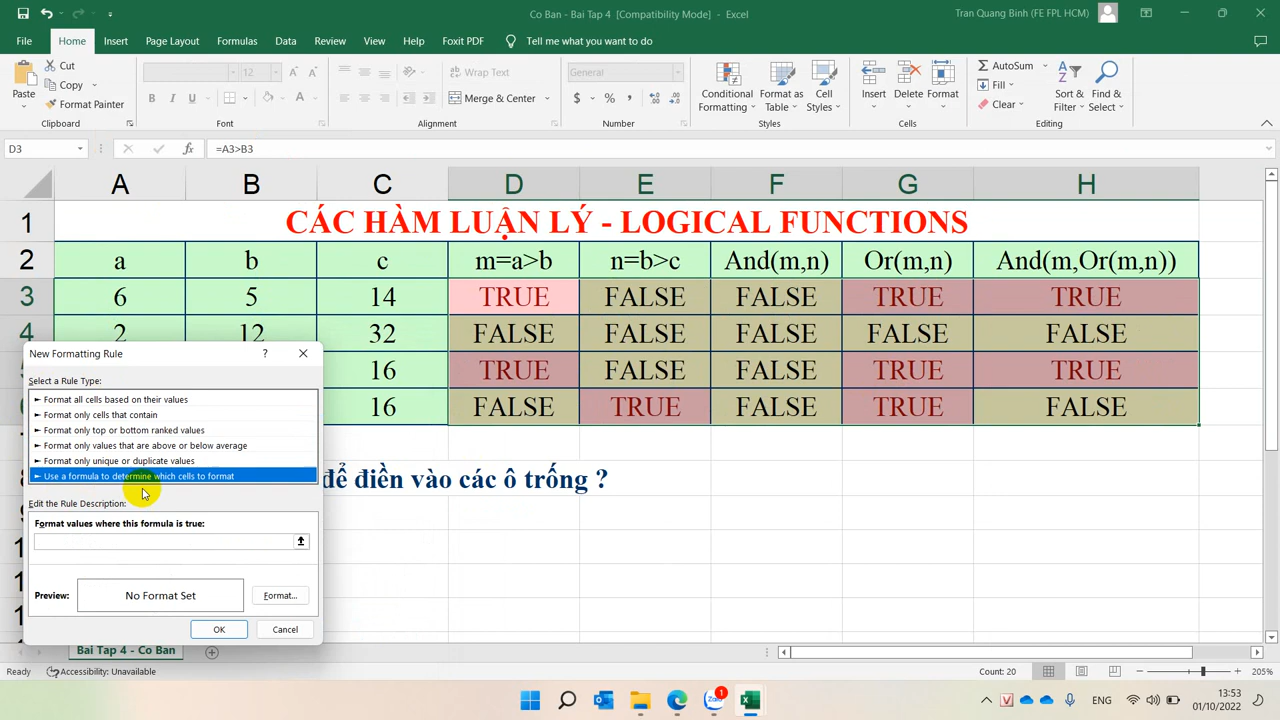 Co Ban - Bai Tap 4 [Compatibility Mode] - Excel
Tran Quang Binh (FE FPL HCM)
File Home Insert Page Layout Formulas Data Review View Help Foxit PDF Tell me what you want to do
Paste
Cut
Copy
Format Painter
Clipboard
12
B I U A
Font
Wrap Text
Merge & Center
Alignment
General
$ % ,
Number
Conditional Formatting
Format as Table
Cell Styles
Styles
Insert Delete Format
Cells
AutoSum
Fill
Clear
Sort & Filter
Find & Select
Editing
D3 fx =A3>B3
A B C D E F G H
1 CÁC HÀM LUẬN LÝ - LOGICAL FUNCTIONS
2 a b c m=a>b n=b>c And(m,n) Or(m,n) And(m,Or(m,n))
3 6 5 14 TRUE FALSE FALSE TRUE TRUE
4 2 12 32 FALSE FALSE FALSE FALSE FALSE
16 TRUE FALSE FALSE TRUE TRUE
16 FALSE TRUE FALSE TRUE FALSE
để điền vào các ô trống ?
New Formatting Rule ?
Select a Rule Type:
► Format all cells based on their values
► Format only cells that contain
► Format only top or bottom ranked values
► Format only values that are above or below average
► Format only unique or duplicate values
► Use a formula to determine which cells to format
Edit the Rule Description:
Format values where this formula is true:
Preview: No Format Set Format...
OK Cancel
Bai Tap 4 - Co Ban
Ready Accessibility: Unavailable Count: 20 205%
Zalo 1 ENG 13:53
01/10/2022